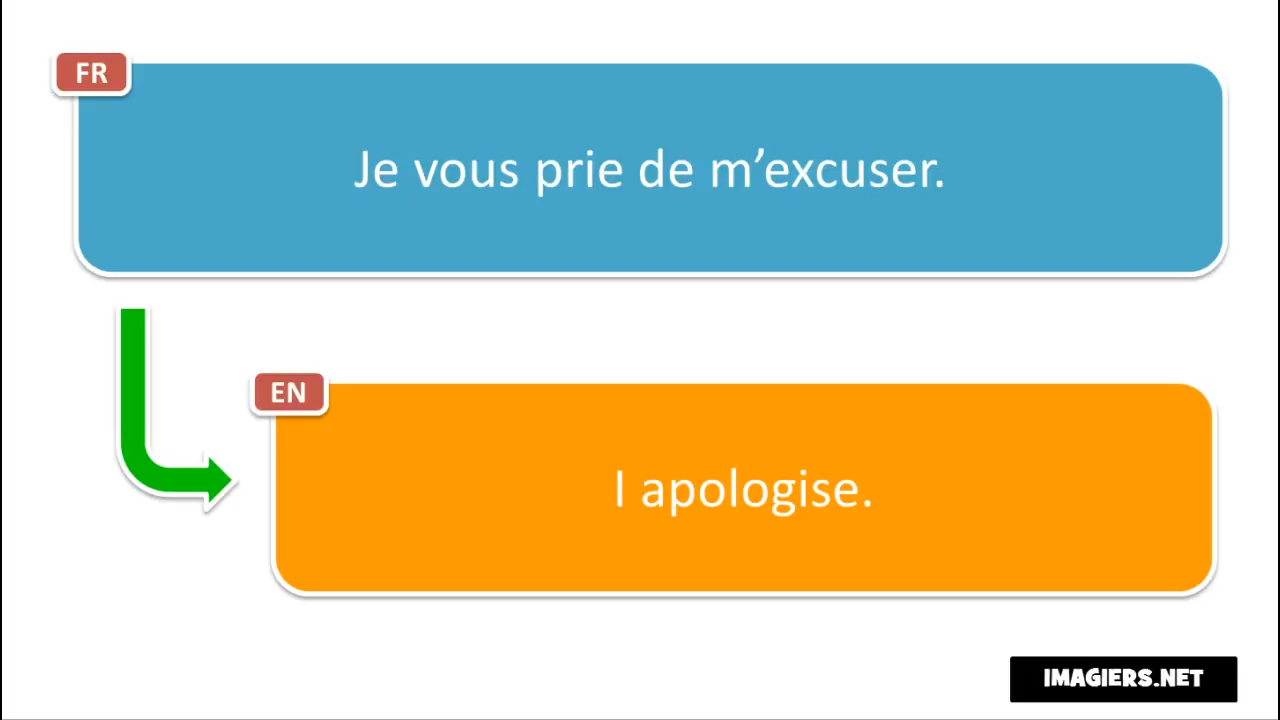 FR
Je vous prie de m’excuser.
EN
I apologise.
IMAGIERS.NET